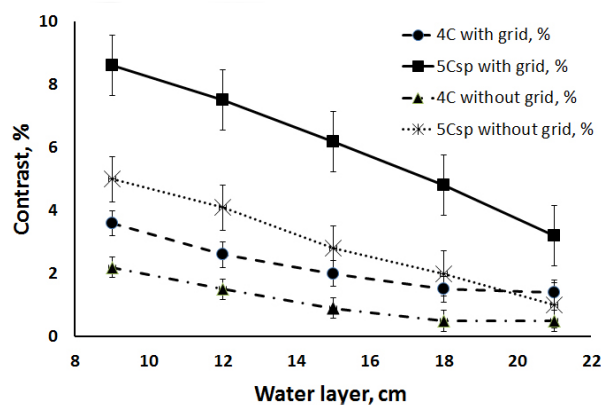 10
8
6
4
2
0
Contrast, %
4C with grid, %
5Csp with grid, %
4C without grid, %
5Csp without grid, %
8 10 12 14 16 18 20 22
Water layer, cm